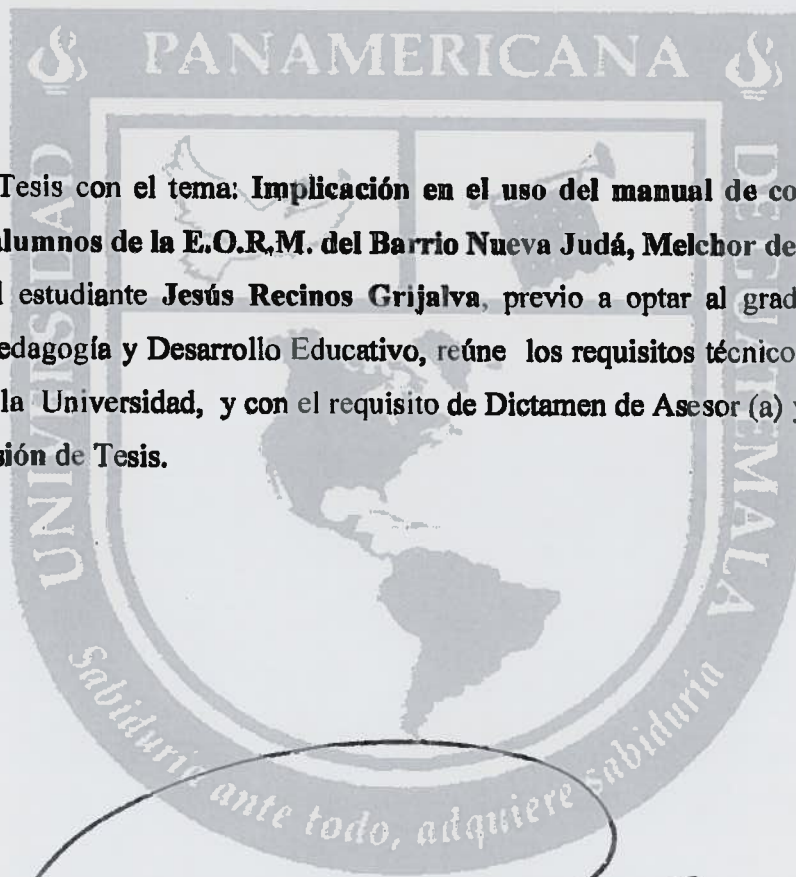 PANAMERICANA
UNIVERSIDAD
DE GUATEMALA
Tesis con el tema: Implicación en el uso del manual de co
alumnos de la E.O.R.M. del Barrio Nueva Judá, Melchor de
l estudiante Jesús Recinos Grijalva, previo a optar al grad
edagogía y Desarrollo Educativo, reúne los requisitos técnico
la Universidad, y con el requisito de Dictamen de Asesor (a) y
sión de Tesis.
Sabiduría ante todo, adquiere sabiduría